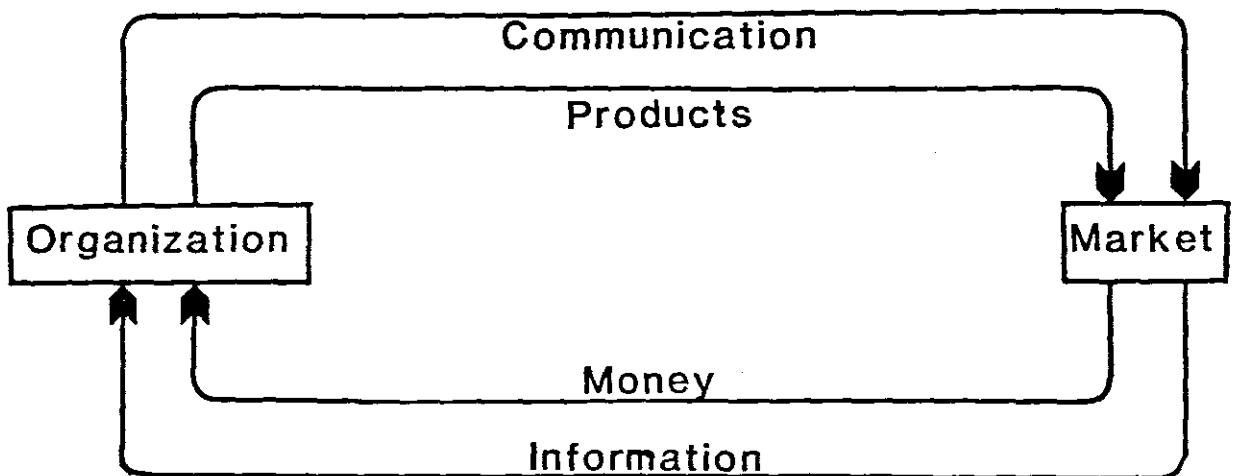 Communication
Products
Organization
Market
Money
Information